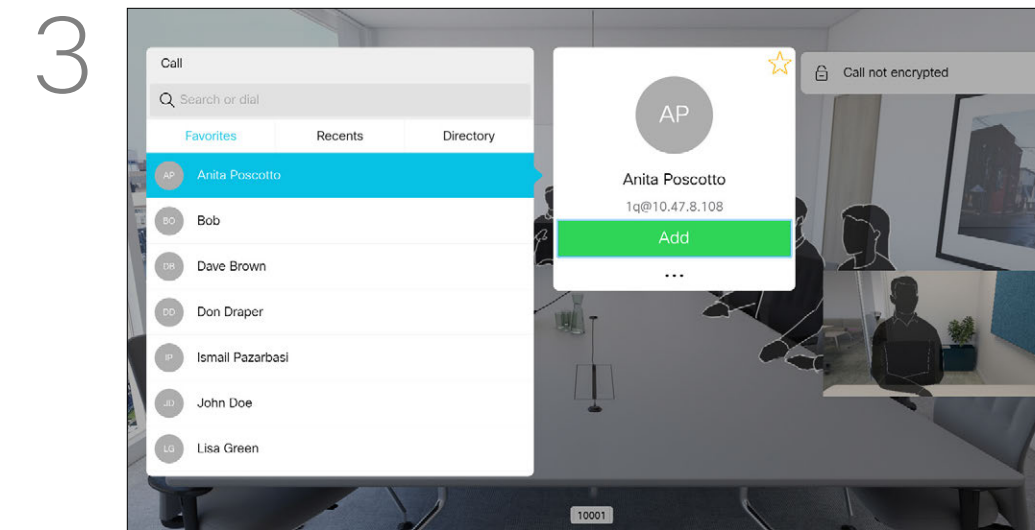 3
Call
Search or dial
Favorites Recents Directory
AP Anita Poscotto
BO Bob
DB Dave Brown
DD Don Draper
IP Ismail Pazarbasi
JD John Doe
LG Lisa Green
AP
Anita Poscotto
1q@10.47.8.108
Add
...
Call not encrypted
10001